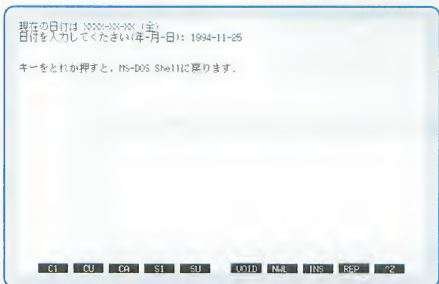 現在の日付は XXXX-XX-XX (金)
日付を入力してください(年-月-日): 1994-11-25
キーをどれか押すと, MS-DOS Shellに戻ります.
C1 CU CA S1 SU VOID NWL INS REP ^Z